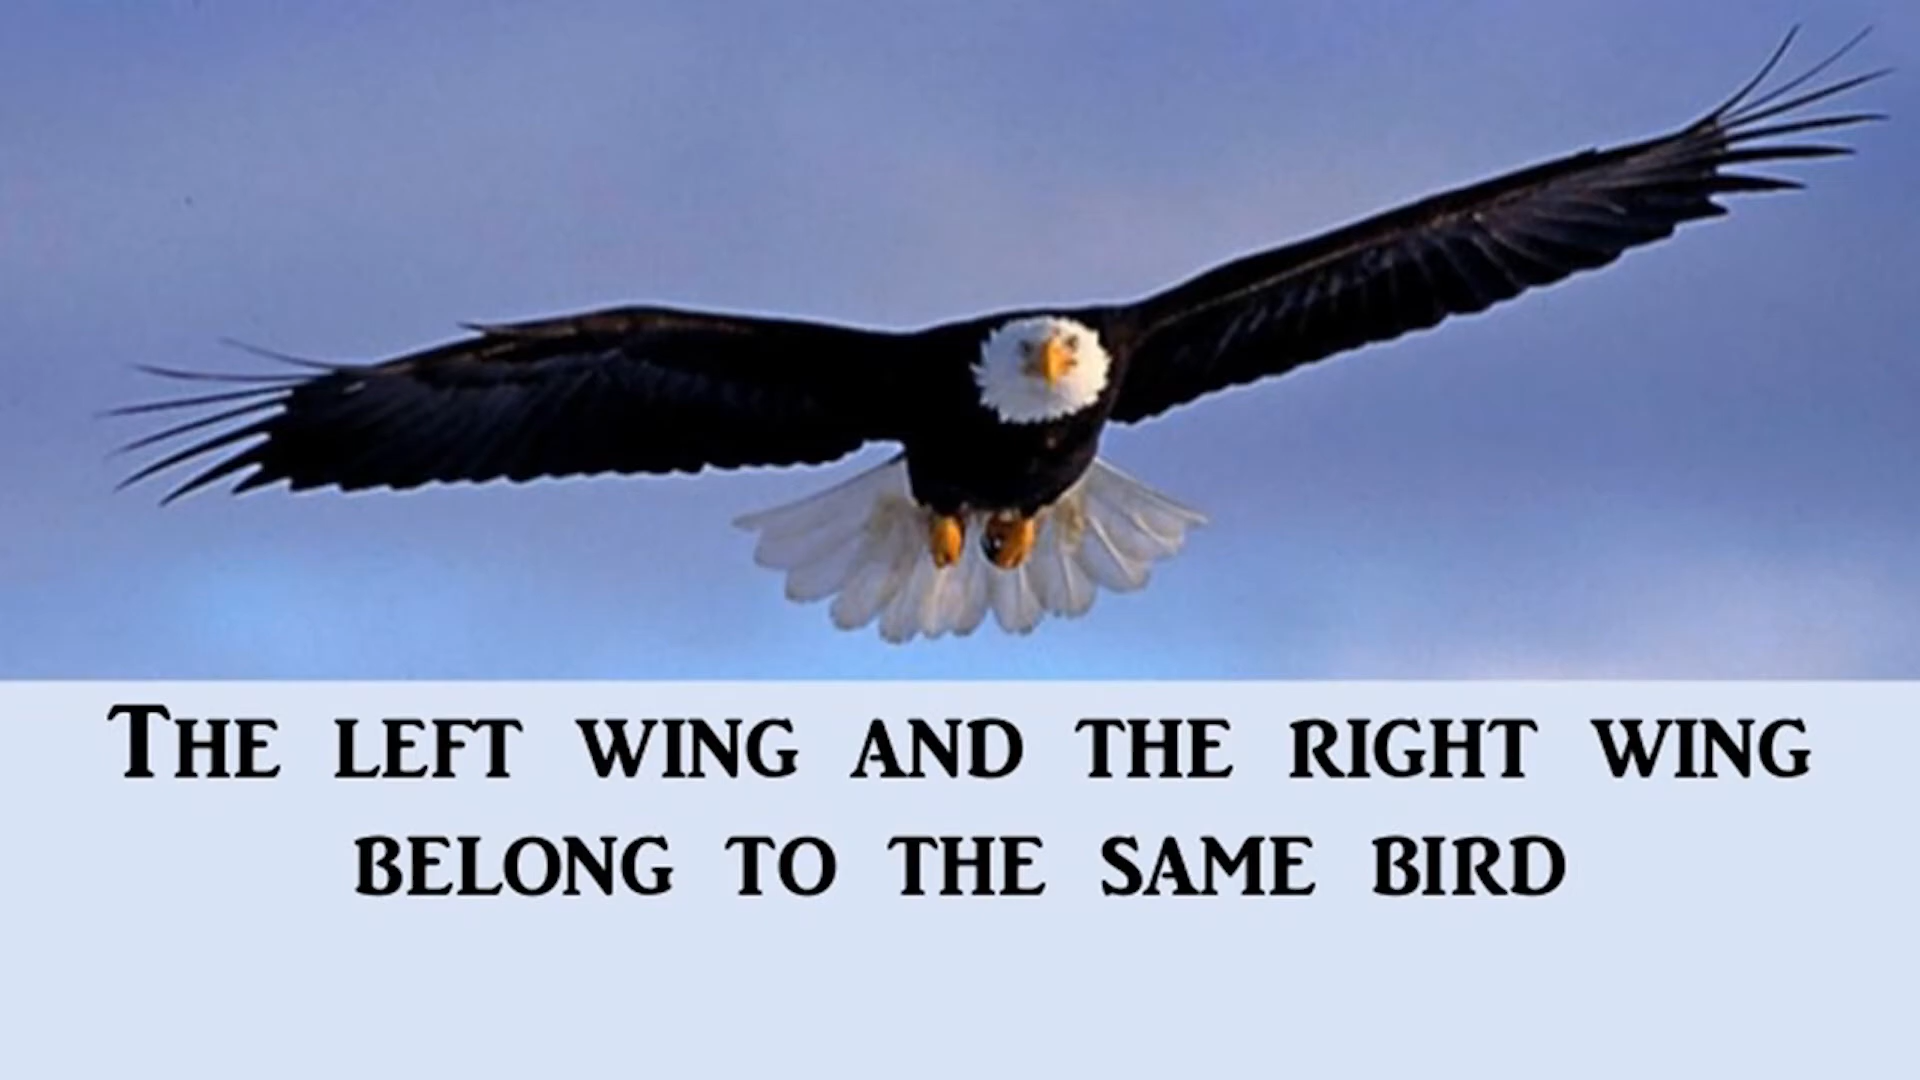 The left wing and the right wing
belong to the same bird